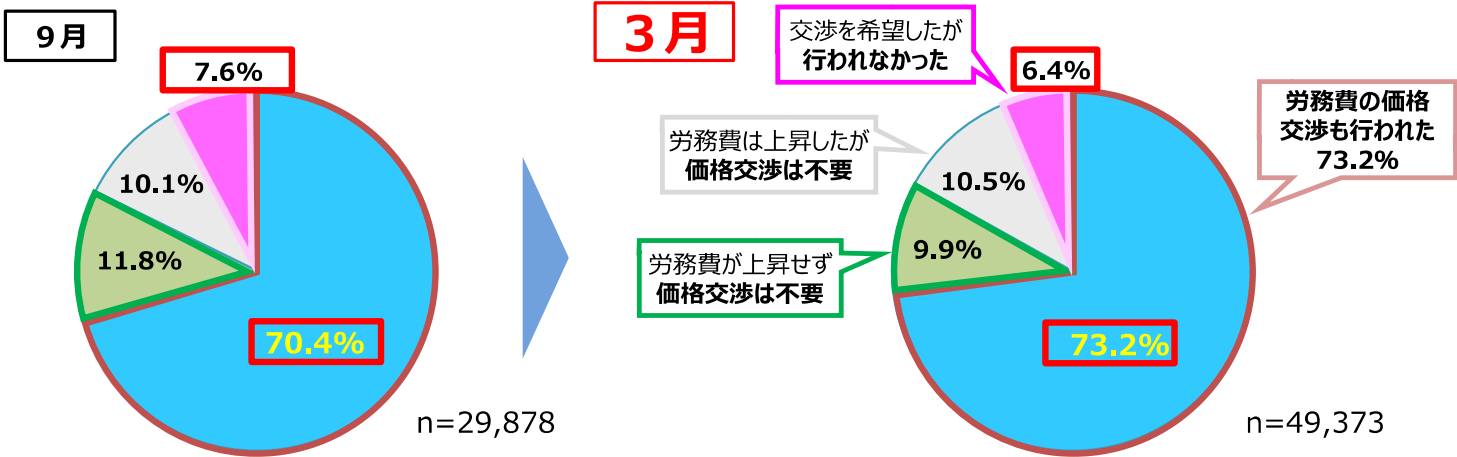 9月
7.6%
10.1%
11.8%
70.4%
n=29,878
3月
交渉を希望したが
行われなかった
6.4%
労務費の価格
交渉も行われた
73.2%
労務費は上昇したが
価格交渉は不要
10.5%
労務費が上昇せず
価格交渉は不要
9.9%
73.2%
n=49,373